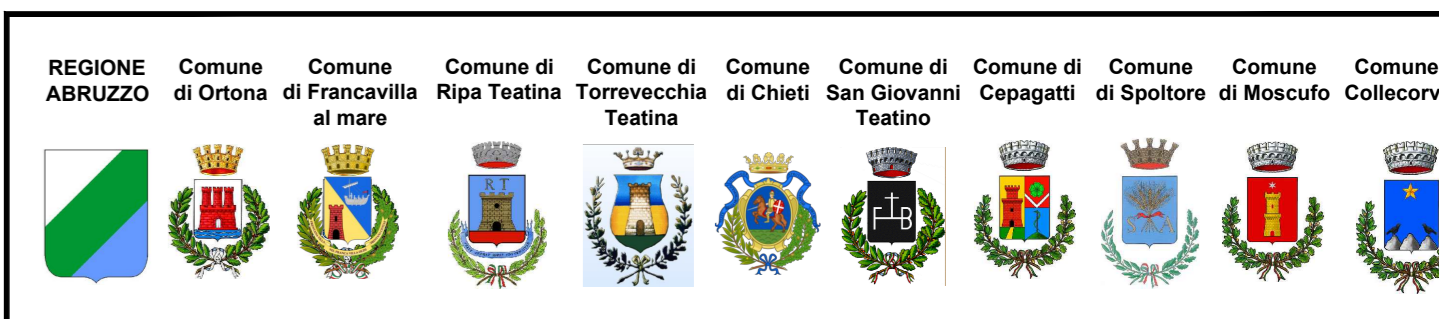 REGIONE
ABRUZZO
Comune
di Ortona
Comune
di Francavilla
al mare
Comune di
Ripa Teatina
Comune di
Torrevecchia
Teatina
Comune
di Chieti
Comune di
San Giovanni
Teatino
Comune di
Cepagatti
Comune
di Spoltore
Comune
di Moscufo
Comune
Collecorv
R T
F B
S A